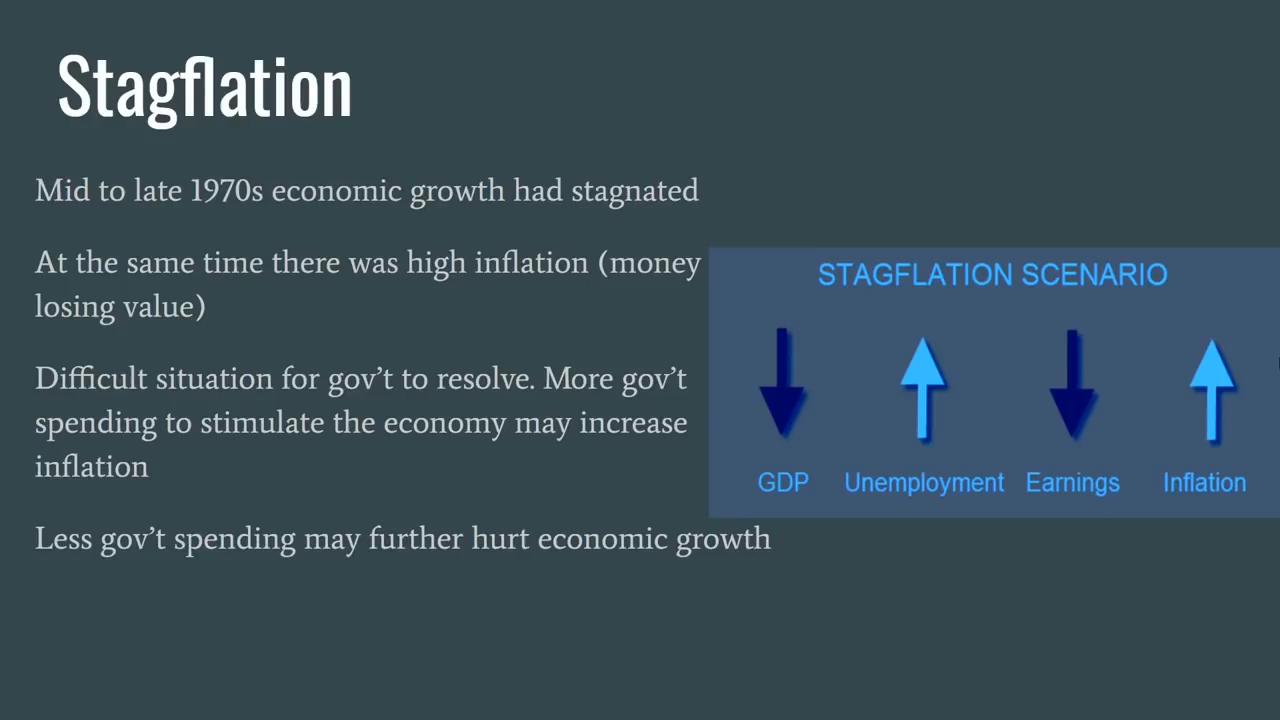 Stagflation
Mid to late 1970s economic growth had stagnated
At the same time there was high inflation (money
losing value)
Difficult situation for gov’t to resolve. More gov’t
spending to stimulate the economy may increase
inflation
Less gov’t spending may further hurt economic growth
STAGFLATION SCENARIO
GDP Unemployment Earnings Inflation